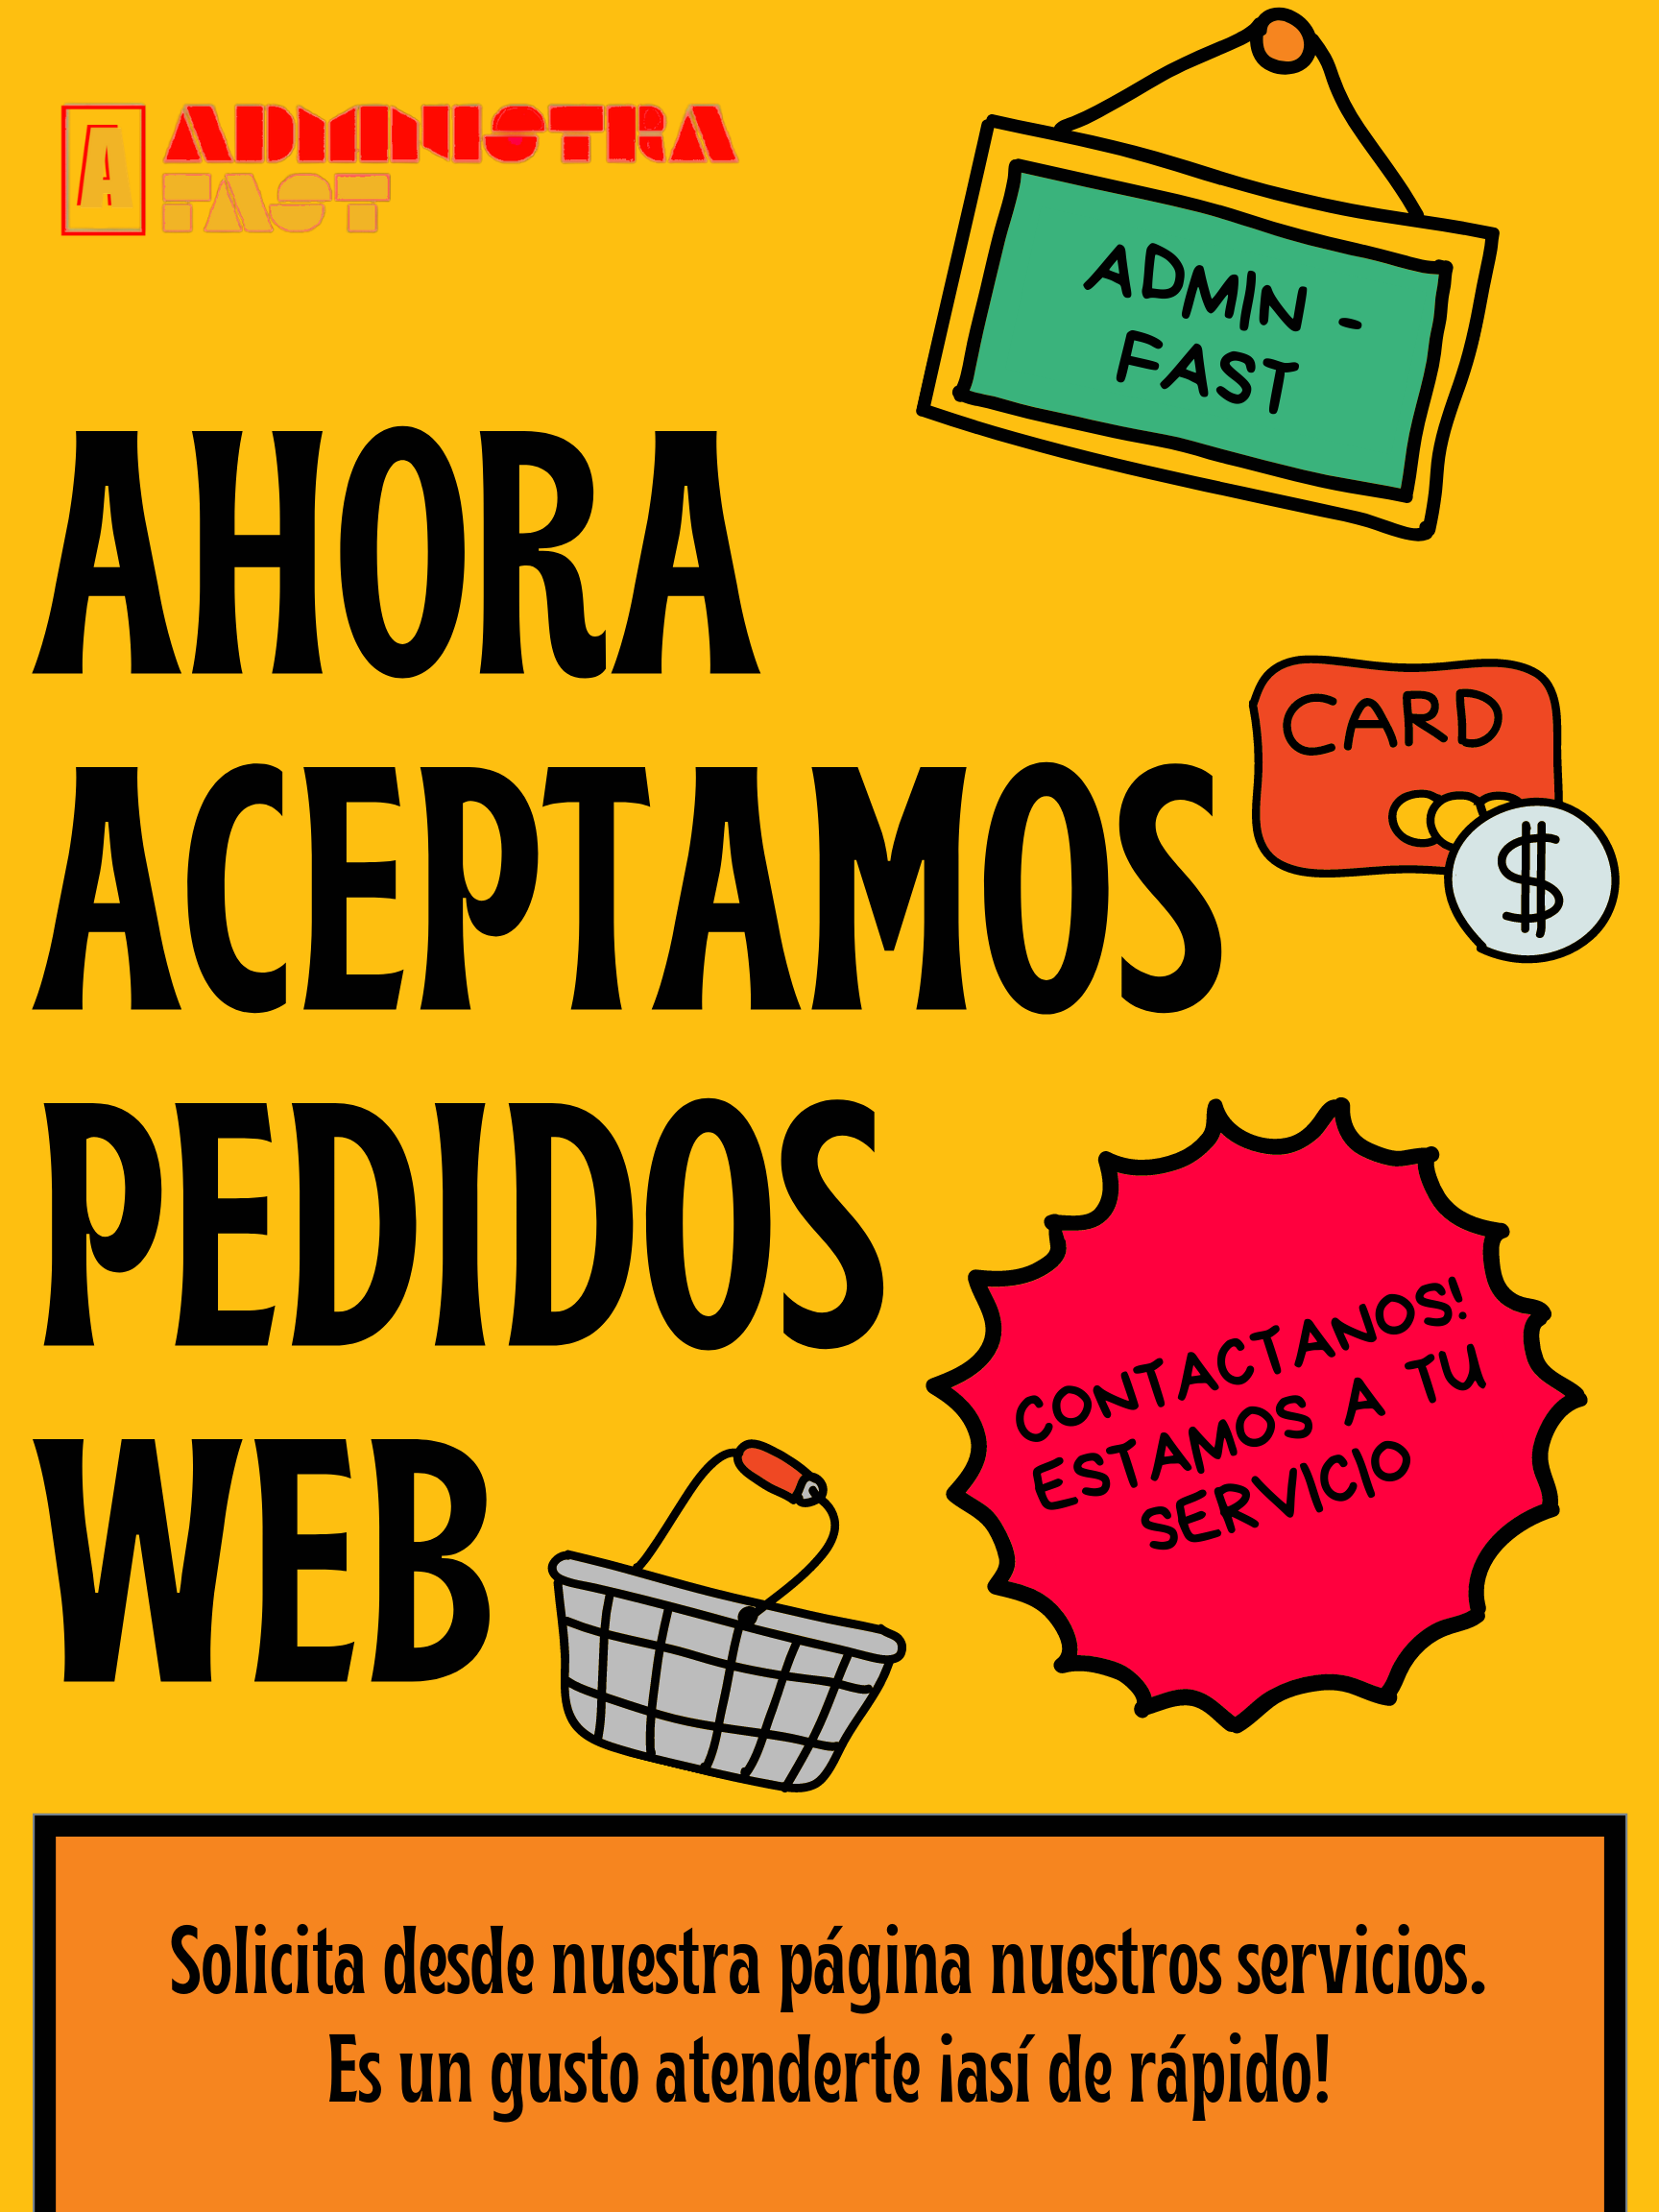 ADMINISTRA
FAST
A
ADMIN -
FAST
AHORA
ACEPTAMOS
PEDIDOS
WEB
CARD
$
CONTACTANOS!
ESTAMOS A TU
SERVICIO
Solicita desde nuestra página nuestros servicios.
Es un gusto atenderte ¡así de rápido!